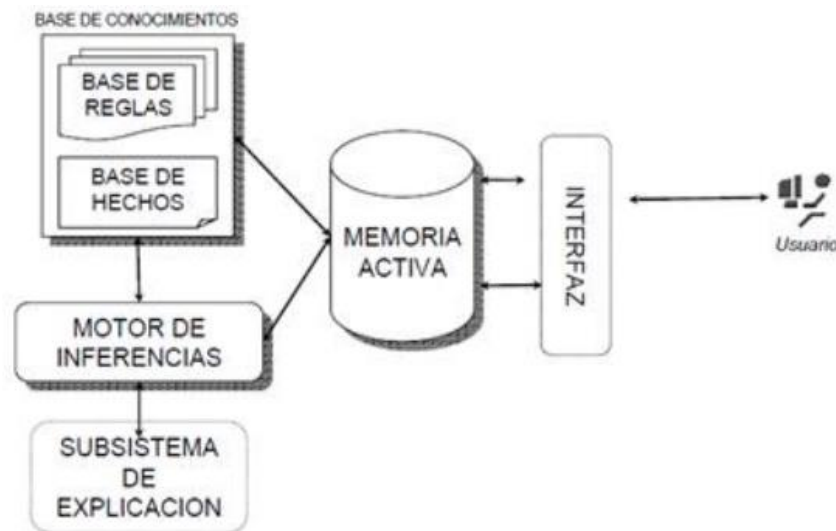 BASE DE CONOCIMIENTOS
BASE DE
REGLAS
BASE DE
HECHOS
MEMORIA
ACTIVA
INTERFAZ
Usuario
MOTOR DE
INFERENCIAS
SUBSISTEMA
DE
EXPLICACION